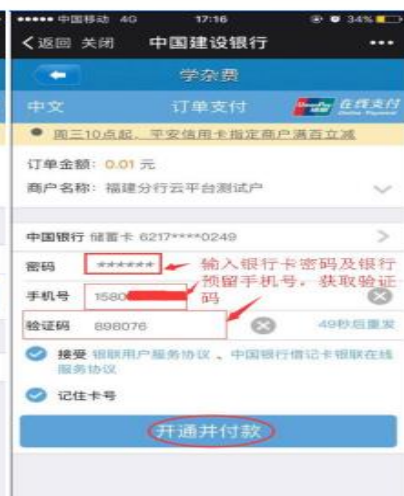 中国移动 4G 17:16 34%
返回 关闭 中国建设银行
学杂费
中文 订单支付 UnionPay 银联 在线支付
Online Payment
周三10点起，平安信用卡指定商户满百立减
订单金额：0.01 元
商户名称：福建分行云平台测试户
中国银行 储蓄卡 6217****0249
密码 ****** 输入银行卡密码及银行
预留手机号，获取验证
手机号 1580 码
验证码 898076 49秒后重发
接受 银联用户服务协议 、中国银行借记卡银联在线
服务协议
记住卡号
开通并付款